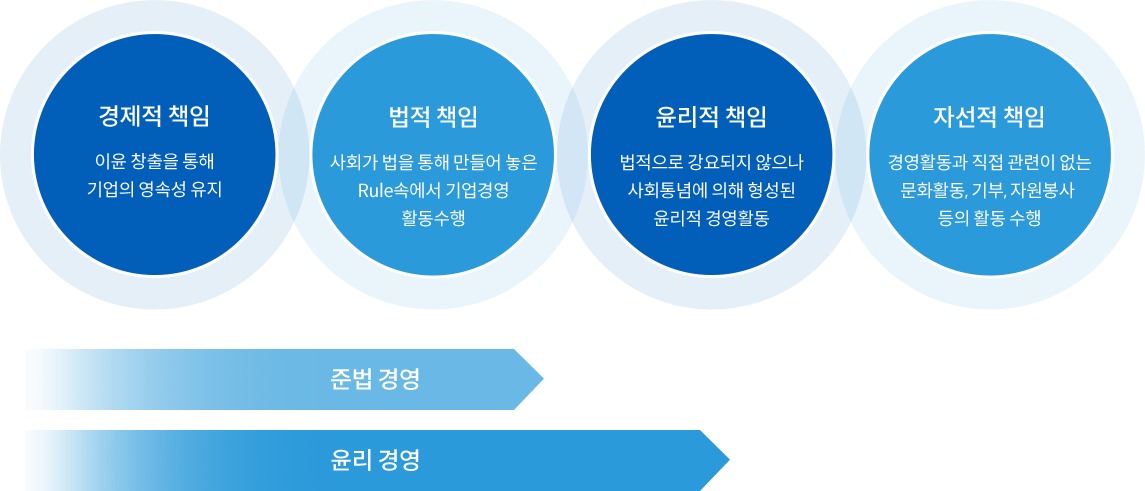 경제적 책임
이윤 창출을 통해
기업의 영속성 유지
법적 책임
사회가 법을 통해 만들어 놓은
Rule속에서 기업경영
활동수행
윤리적 책임
법적으로 강요되지 않으나
사회통념에 의해 형성된
윤리적 경영활동
자선적 책임
경영활동과 직접 관련이 없는
문화활동, 기부, 자원봉사
등의 활동 수행
준법 경영
윤리 경영